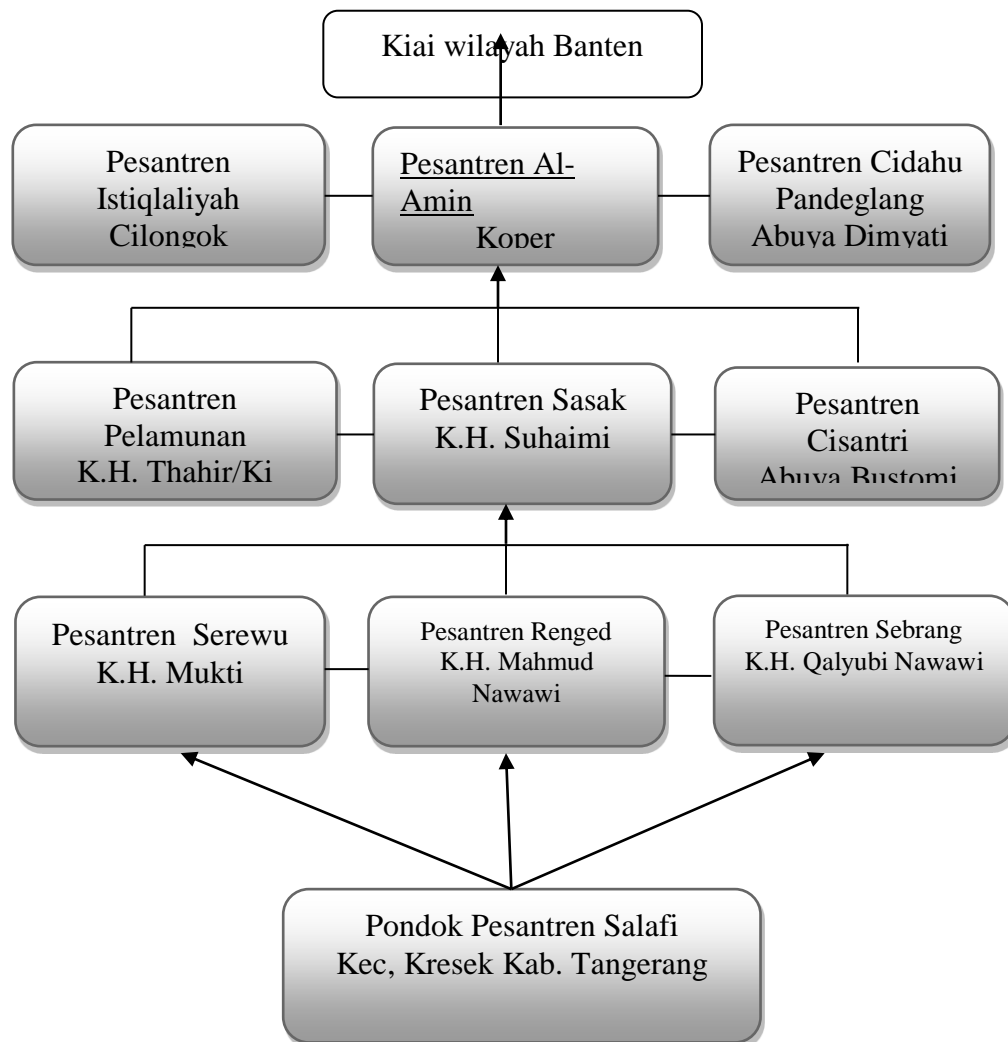 Kiai wilayah Banten
Pesantren
Istiqlaliyah
Cilongok
Pesantren Al-
Amin
Koper
Pesantren Cidahu
Pandeglang
Abuya Dimyati
Pesantren
Pelamunan
K.H. Thahir/Ki
Pesantren Sasak
K.H. Suhaimi
Pesantren
Cisantri
Abuya Bustomi
Pesantren Serewu
K.H. Mukti
Pesantren Renged
K.H. Mahmud
Nawawi
Pesantren Sebrang
K.H. Qalyubi Nawawi
Pondok Pesantren Salafi
Kec, Kresek Kab. Tangerang